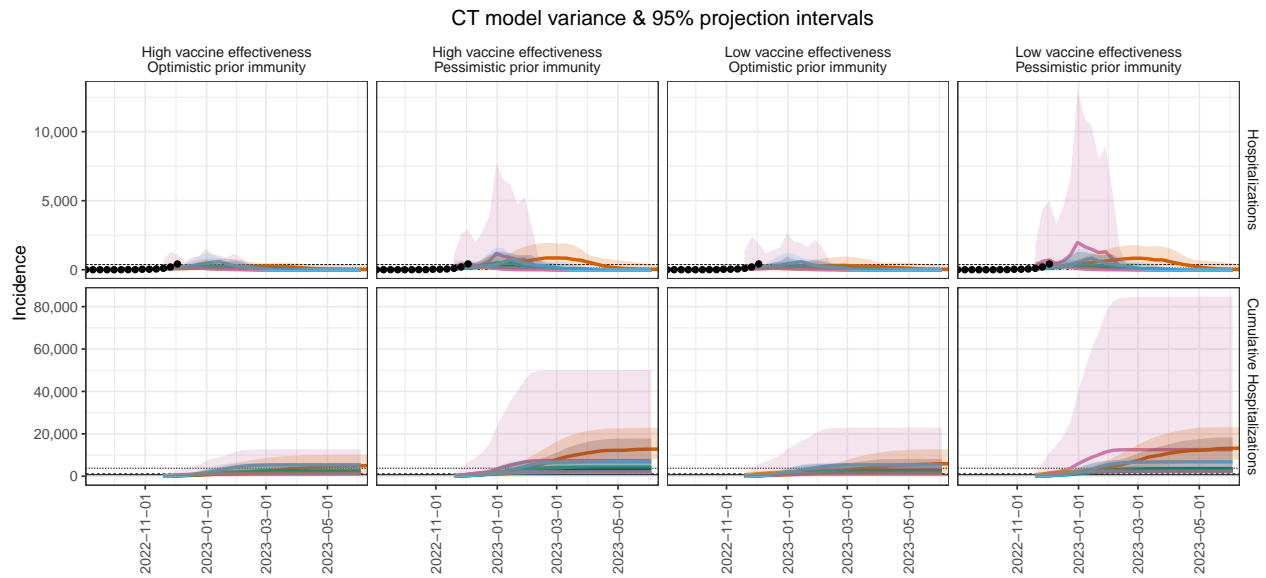 CT model variance & 95% projection intervals
High vaccine effectiveness
Optimistic prior immunity
High vaccine effectiveness
Pessimistic prior immunity
Low vaccine effectiveness
Optimistic prior immunity
Low vaccine effectiveness
Pessimistic prior immunity
Incidence
10,000
5,000
0
Hospitalizations
80,000
60,000
40,000
20,000
0
Cumulative Hospitalizations
2022−11−01
2023−01−01
2023−03−01
2023−05−01
2022−11−01
2023−01−01
2023−03−01
2023−05−01
2022−11−01
2023−01−01
2023−03−01
2023−05−01
2022−11−01
2023−01−01
2023−03−01
2023−05−01